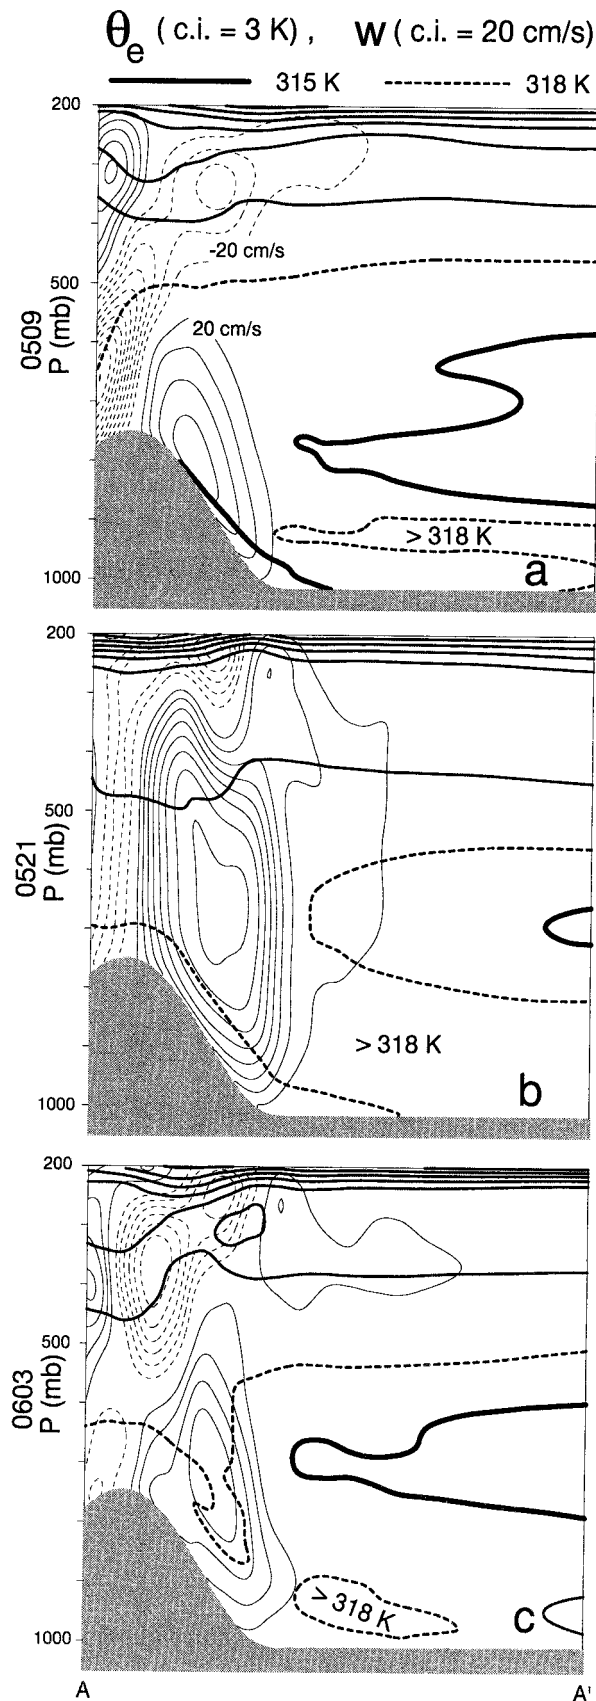 θe ( c.i. = 3 K) , w ( c.i. = 20 cm/s)
315 K 318 K
200
-20 cm/s
500
20 cm/s
0509
P (mb)
> 318 K
a
1000
200
500
0521
P (mb)
> 318 K
b
1000
200
500
0603
P (mb)
> 318 K
c
1000
A A'